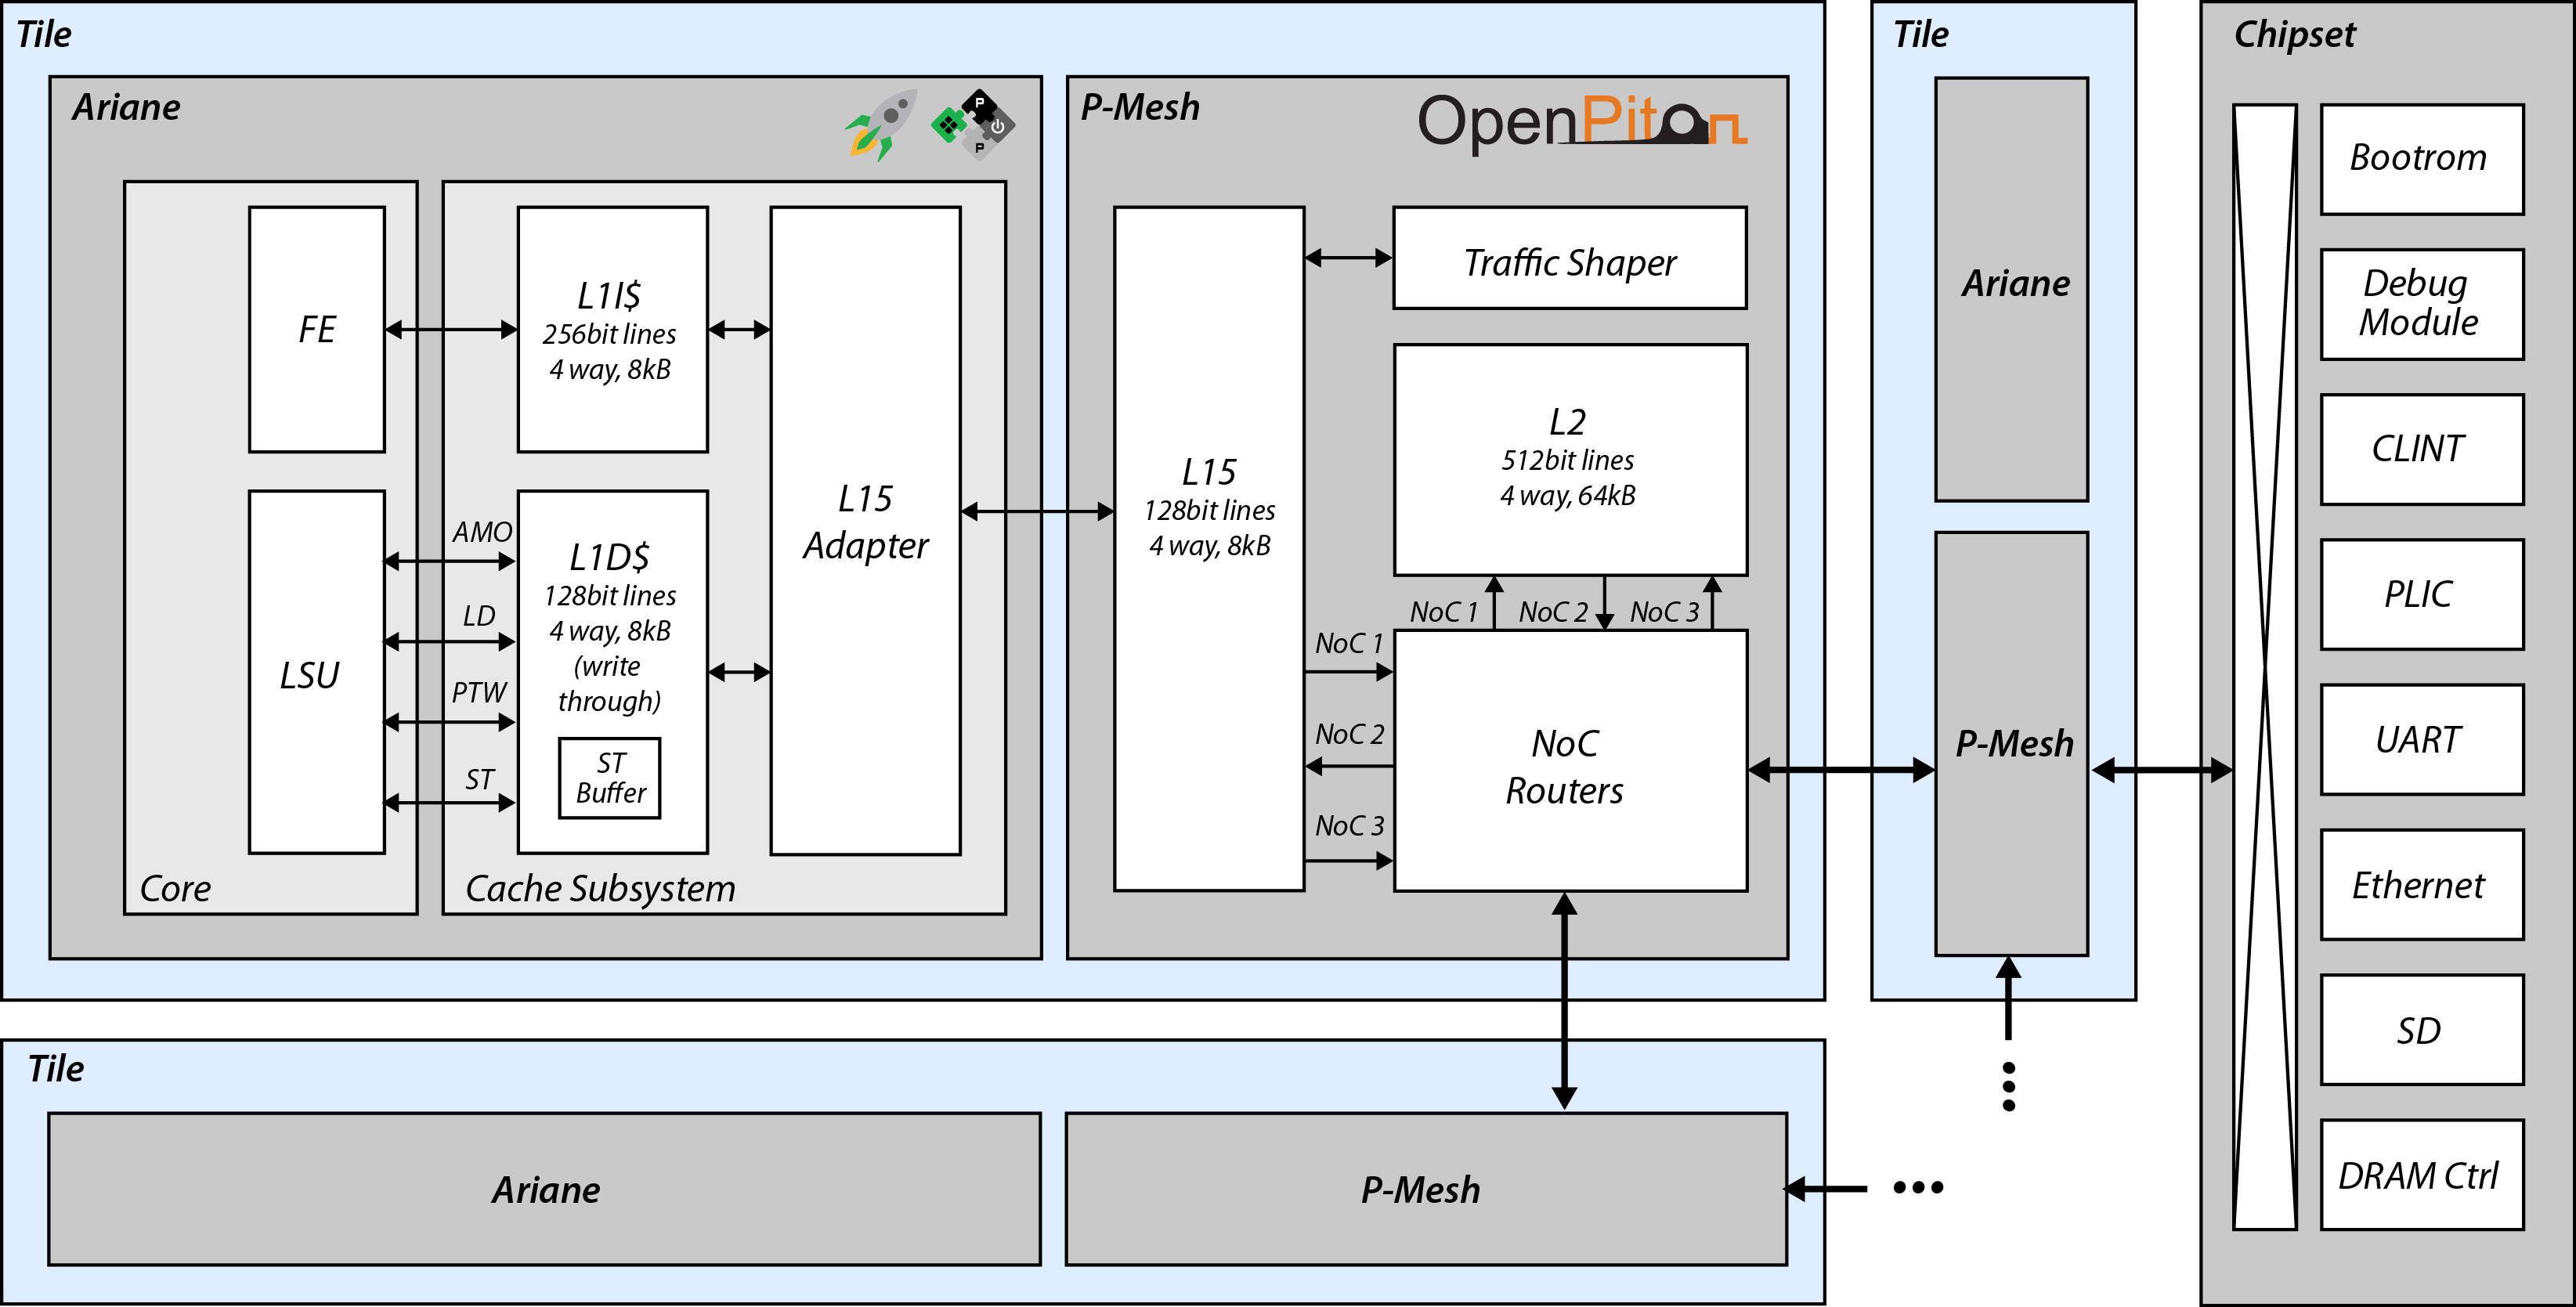 Tile
Ariane
P
P
Core
FE
LSU
AMO
LD
PTW
ST
Cache Subsystem
L1I$
256bit lines
4 way, 8kB
L1D$
128bit lines
4 way, 8kB
(write
through)
ST
Buffer
L15
Adapter
P-Mesh
OpenPiton
L15
128bit lines
4 way, 8kB
Traffic Shaper
L2
512bit lines
4 way, 64kB
NoC 1
NoC 2
NoC 3
NoC 1
NoC 2
NoC 3
NoC
Routers
Tile
Ariane
P-Mesh
Tile
Ariane
P-Mesh
Chipset
Bootrom
Debug
Module
CLINT
PLIC
UART
Ethernet
SD
DRAM Ctrl